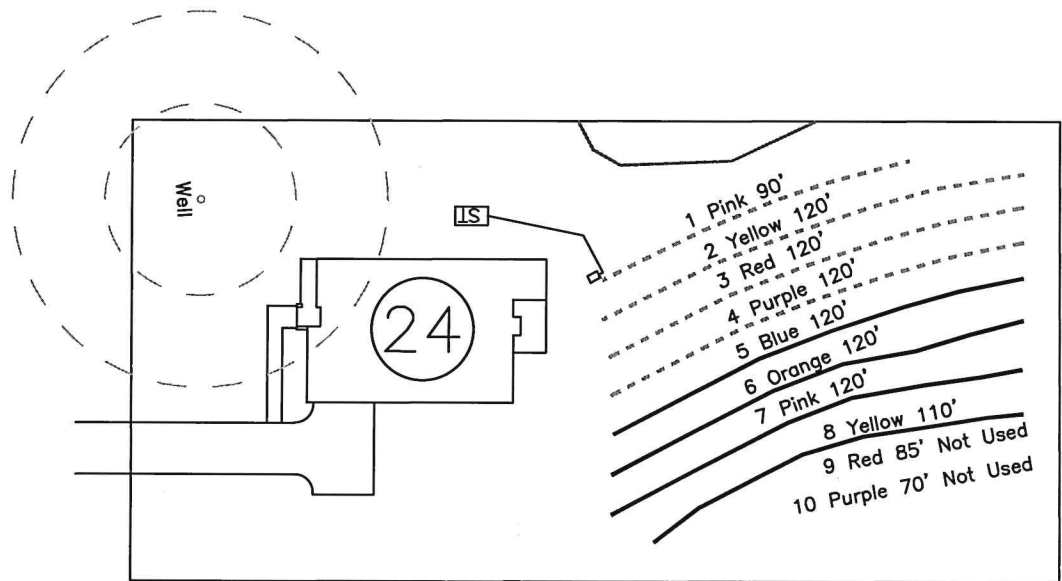 Well
ST
24
1 Pink 90'
2 Yellow 120'
3 Red 120'
4 Purple 120'
5 Blue 120'
6 Orange 120'
7 Pink 120'
8 Yellow 110'
9 Red 85' Not Used
10 Purple 70' Not Used